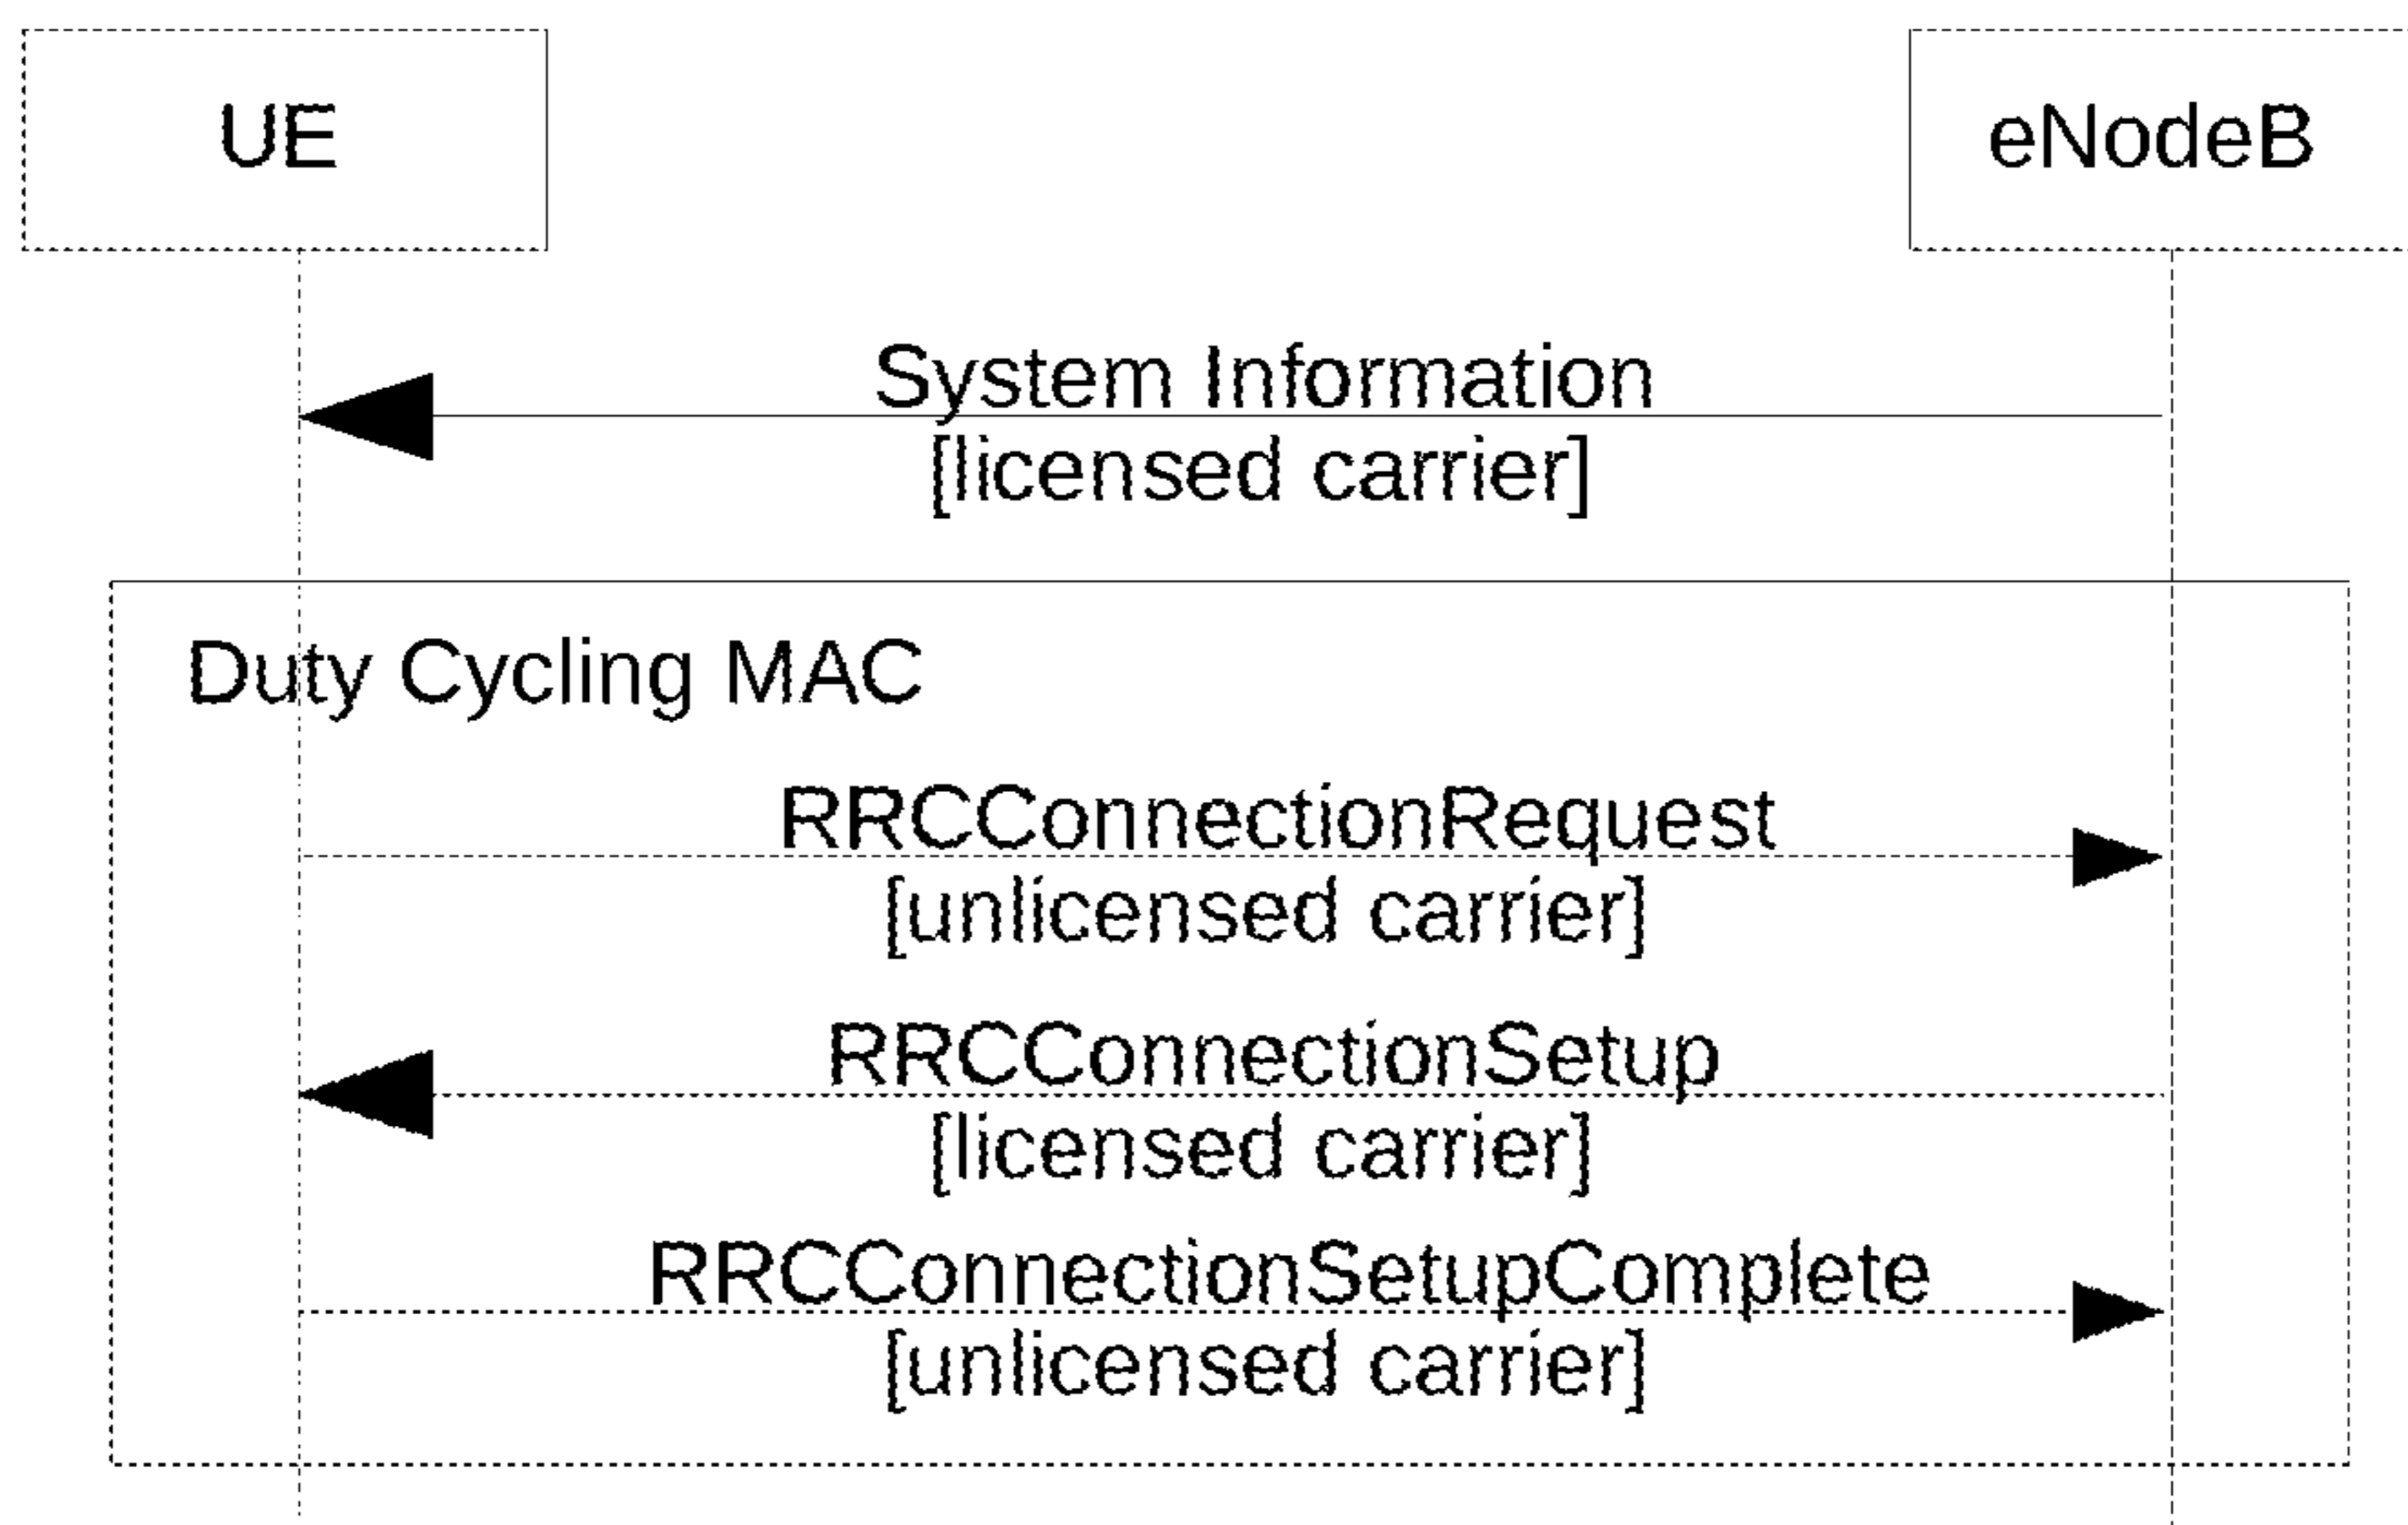 UE
eNodeB
System Information
[licensed carrier]
Duty Cycling MAC
RRCConnectionRequest
[unlicensed carrier]
RRCConnectionSetup
[licensed carrier]
RRCConnectionSetupComplete
[unlicensed carrier]